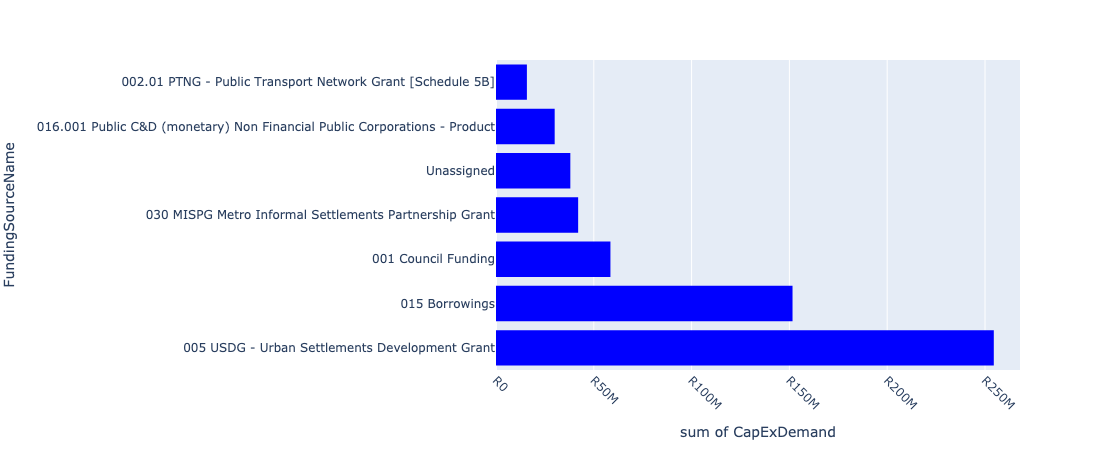 002.01 PTNG - Public Transport Network Grant [Schedule 5B]
016.001 Public C&D (monetary) Non Financial Public Corporations - Product
Unassigned
030 MISPG Metro Informal Settlements Partnership Grant
001 Council Funding
015 Borrowings
005 USDG - Urban Settlements Development Grant
FundingSourceName
R0
R50M
R100M
R150M
R200M
R250M
sum of CapExDemand